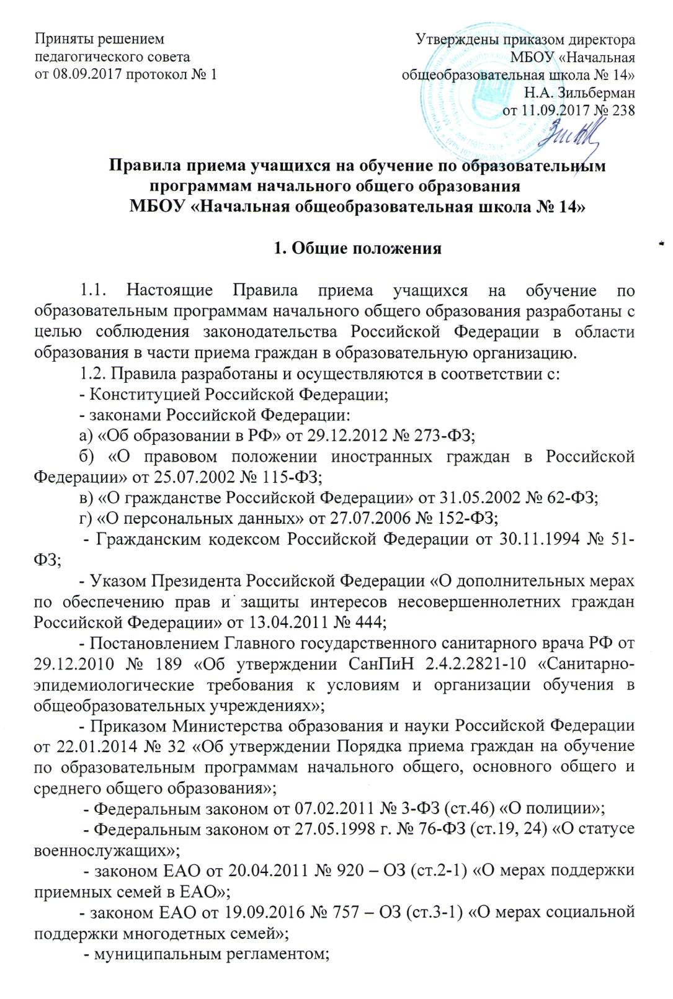 Приняты решением
педагогического совета
от 08.09.2017 протокол № 1
Утверждены приказом директора
МБОУ «Начальная
общеобразовательная школа № 14»
Н.А. Зильберман
от 11.09.2017 № 238
Правила приема учащихся на обучение по образовательным
программам начального общего образования
МБОУ «Начальная общеобразовательная школа № 14»
1. Общие положения
1.1. Настоящие Правила приема учащихся на обучение по
образовательным программам начального общего образования разработаны с
целью соблюдения законодательства Российской Федерации в области
образования в части приема граждан в образовательную организацию.
1.2. Правила разработаны и осуществляются в соответствии с:
- Конституцией Российской Федерации;
- законами Российской Федерации:
а) «Об образовании в РФ» от 29.12.2012 № 273-ФЗ;
б) «О правовом положении иностранных граждан в Российской
Федерации» от 25.07.2002 № 115-ФЗ;
в) «О гражданстве Российской Федерации» от 31.05.2002 № 62-ФЗ;
г) «О персональных данных» от 27.07.2006 № 152-ФЗ;
- Гражданским кодексом Российской Федерации от 30.11.1994 № 51-
ФЗ;
- Указом Президента Российской Федерации «О дополнительных мерах
по обеспечению прав и защиты интересов несовершеннолетних граждан
Российской Федерации» от 13.04.2011 № 444;
- Постановлением Главного государственного санитарного врача РФ от
29.12.2010 № 189 «Об утверждении СанПиН 2.4.2.2821-10 «Санитарно-
эпидемиологические требования к условиям и организации обучения в
общеобразовательных учреждениях»;
- Приказом Министерства образования и науки Российской Федерации
от 22.01.2014 № 32 «Об утверждении Порядка приема граждан на обучение
по образовательным программам начального общего, основного общего и
среднего общего образования»;
- Федеральным законом от 07.02.2011 № 3-ФЗ (ст.46) «О полиции»;
- Федеральным законом от 27.05.1998 г. № 76-ФЗ (ст.19, 24) «О статусе
военнослужащих»;
- законом ЕАО от 20.04.2011 № 920 – ОЗ (ст.2-1) «О мерах поддержки
приемных семей в ЕАО»;
- законом ЕАО от 19.09.2016 № 757 – ОЗ (ст.3-1) «О мерах социальной
поддержки многодетных семей»;
- муниципальным регламентом;